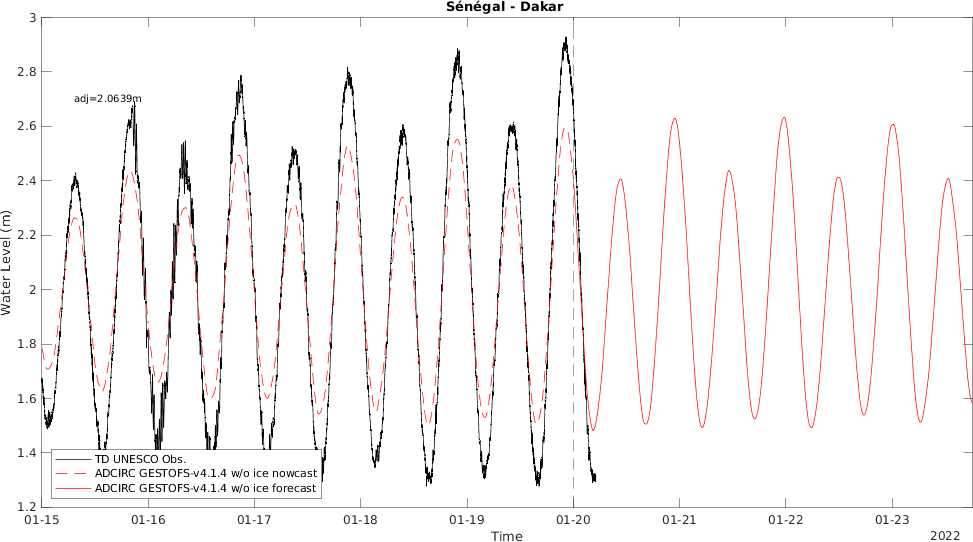 Sénégal - Dakar
3
2.8
adj=2.0639m
2.6
2.4
2.2
2
1.8
1.6
1.4
1.2
Water Level (m)
TD UNESCO Obs.
ADCIRC GESTOFS-v4.1.4 w/o ice nowcast
ADCIRC GESTOFS-v4.1.4 w/o ice forecast
01-15 01-16 01-17 01-18 01-19 01-20 01-21 01-22 01-23
Time
2022